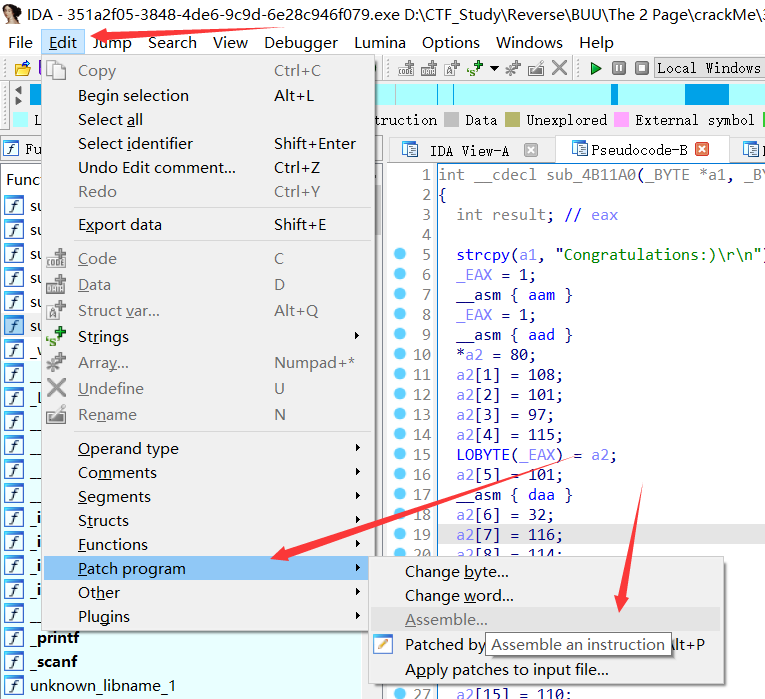 IDA - 351a2f05-3848-4de6-9c9d-6e28c946f079.exe D:\CTF_Study\Reverse\BUU\The 2 Page\crackMe\
File Edit Jump Search View Debugger Lumina Options Windows Help
Local Windows
Copy Ctrl+C
Begin selection Alt+L
Select all
Select identifier Shift+Enter
Undo Edit comment... Ctrl+Z
Redo
Export data Shift+E
Code C
Data D
Struct var... Alt+Q
Strings
Array... Numpad+*
Undefine U
Rename N
Operand type
Comments
Segments
Structs
Functions
Patch program
Other
Plugins
Change byte...
Change word...
Assemble...
Patched by
Assemble an instruction
lt+P
Apply patches to input file...
Data Unexplored External symbol
IDA View-A Pseudocode-B
1 int __cdecl sub_4B11A0(_BYTE *a1, _B
2 {
3 int result; // eax
4
5 strcpy(a1, "Congratulations:)\r\n")
6 _EAX = 1;
7 __asm { aam }
8 _EAX = 1;
9 __asm { aad }
10 *a2 = 80;
11 a2[1] = 108;
12 a2[2] = 101;
13 a2[3] = 97;
14 a2[4] = 115;
15 LOBYTE(_EAX) = a2;
16 a2[5] = 101;
17 __asm { daa }
18 a2[6] = 32;
19 a2[7] = 116;
20 a2[8] = 114;
27 a2[15] = 110;
_printf
_scanf
unknown_libname_1